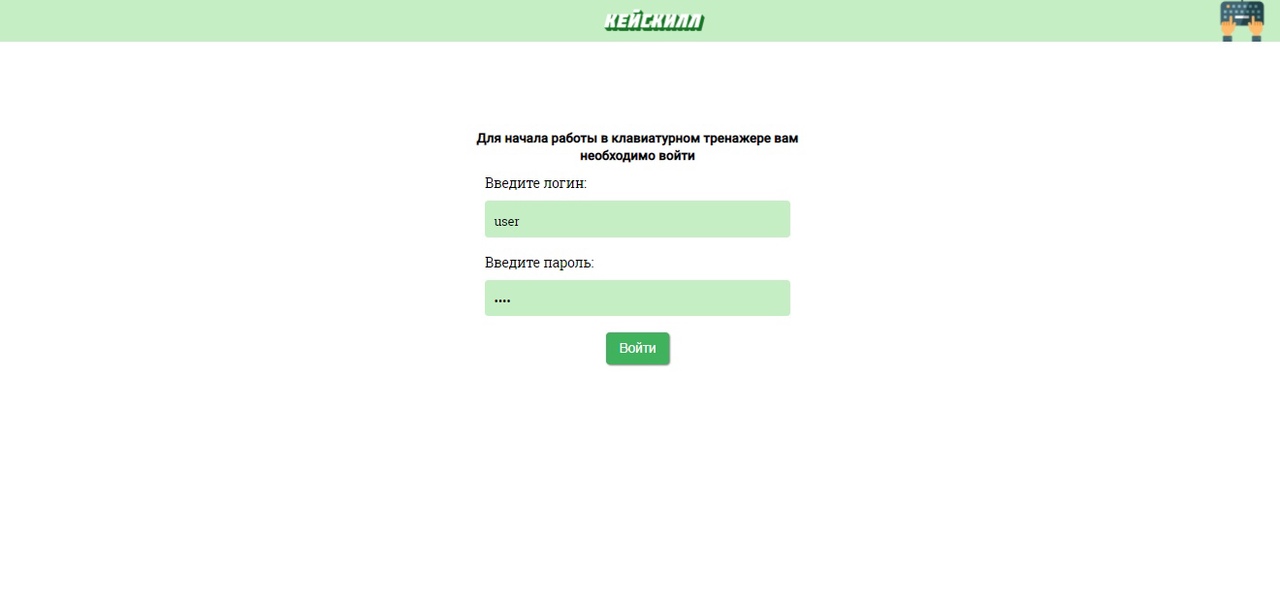 КЕЙСКИЛЛ
Для начала работы в клавиатурном тренажере вам
необходимо войти
Введите логин:
user
Введите пароль:
••••
Войти